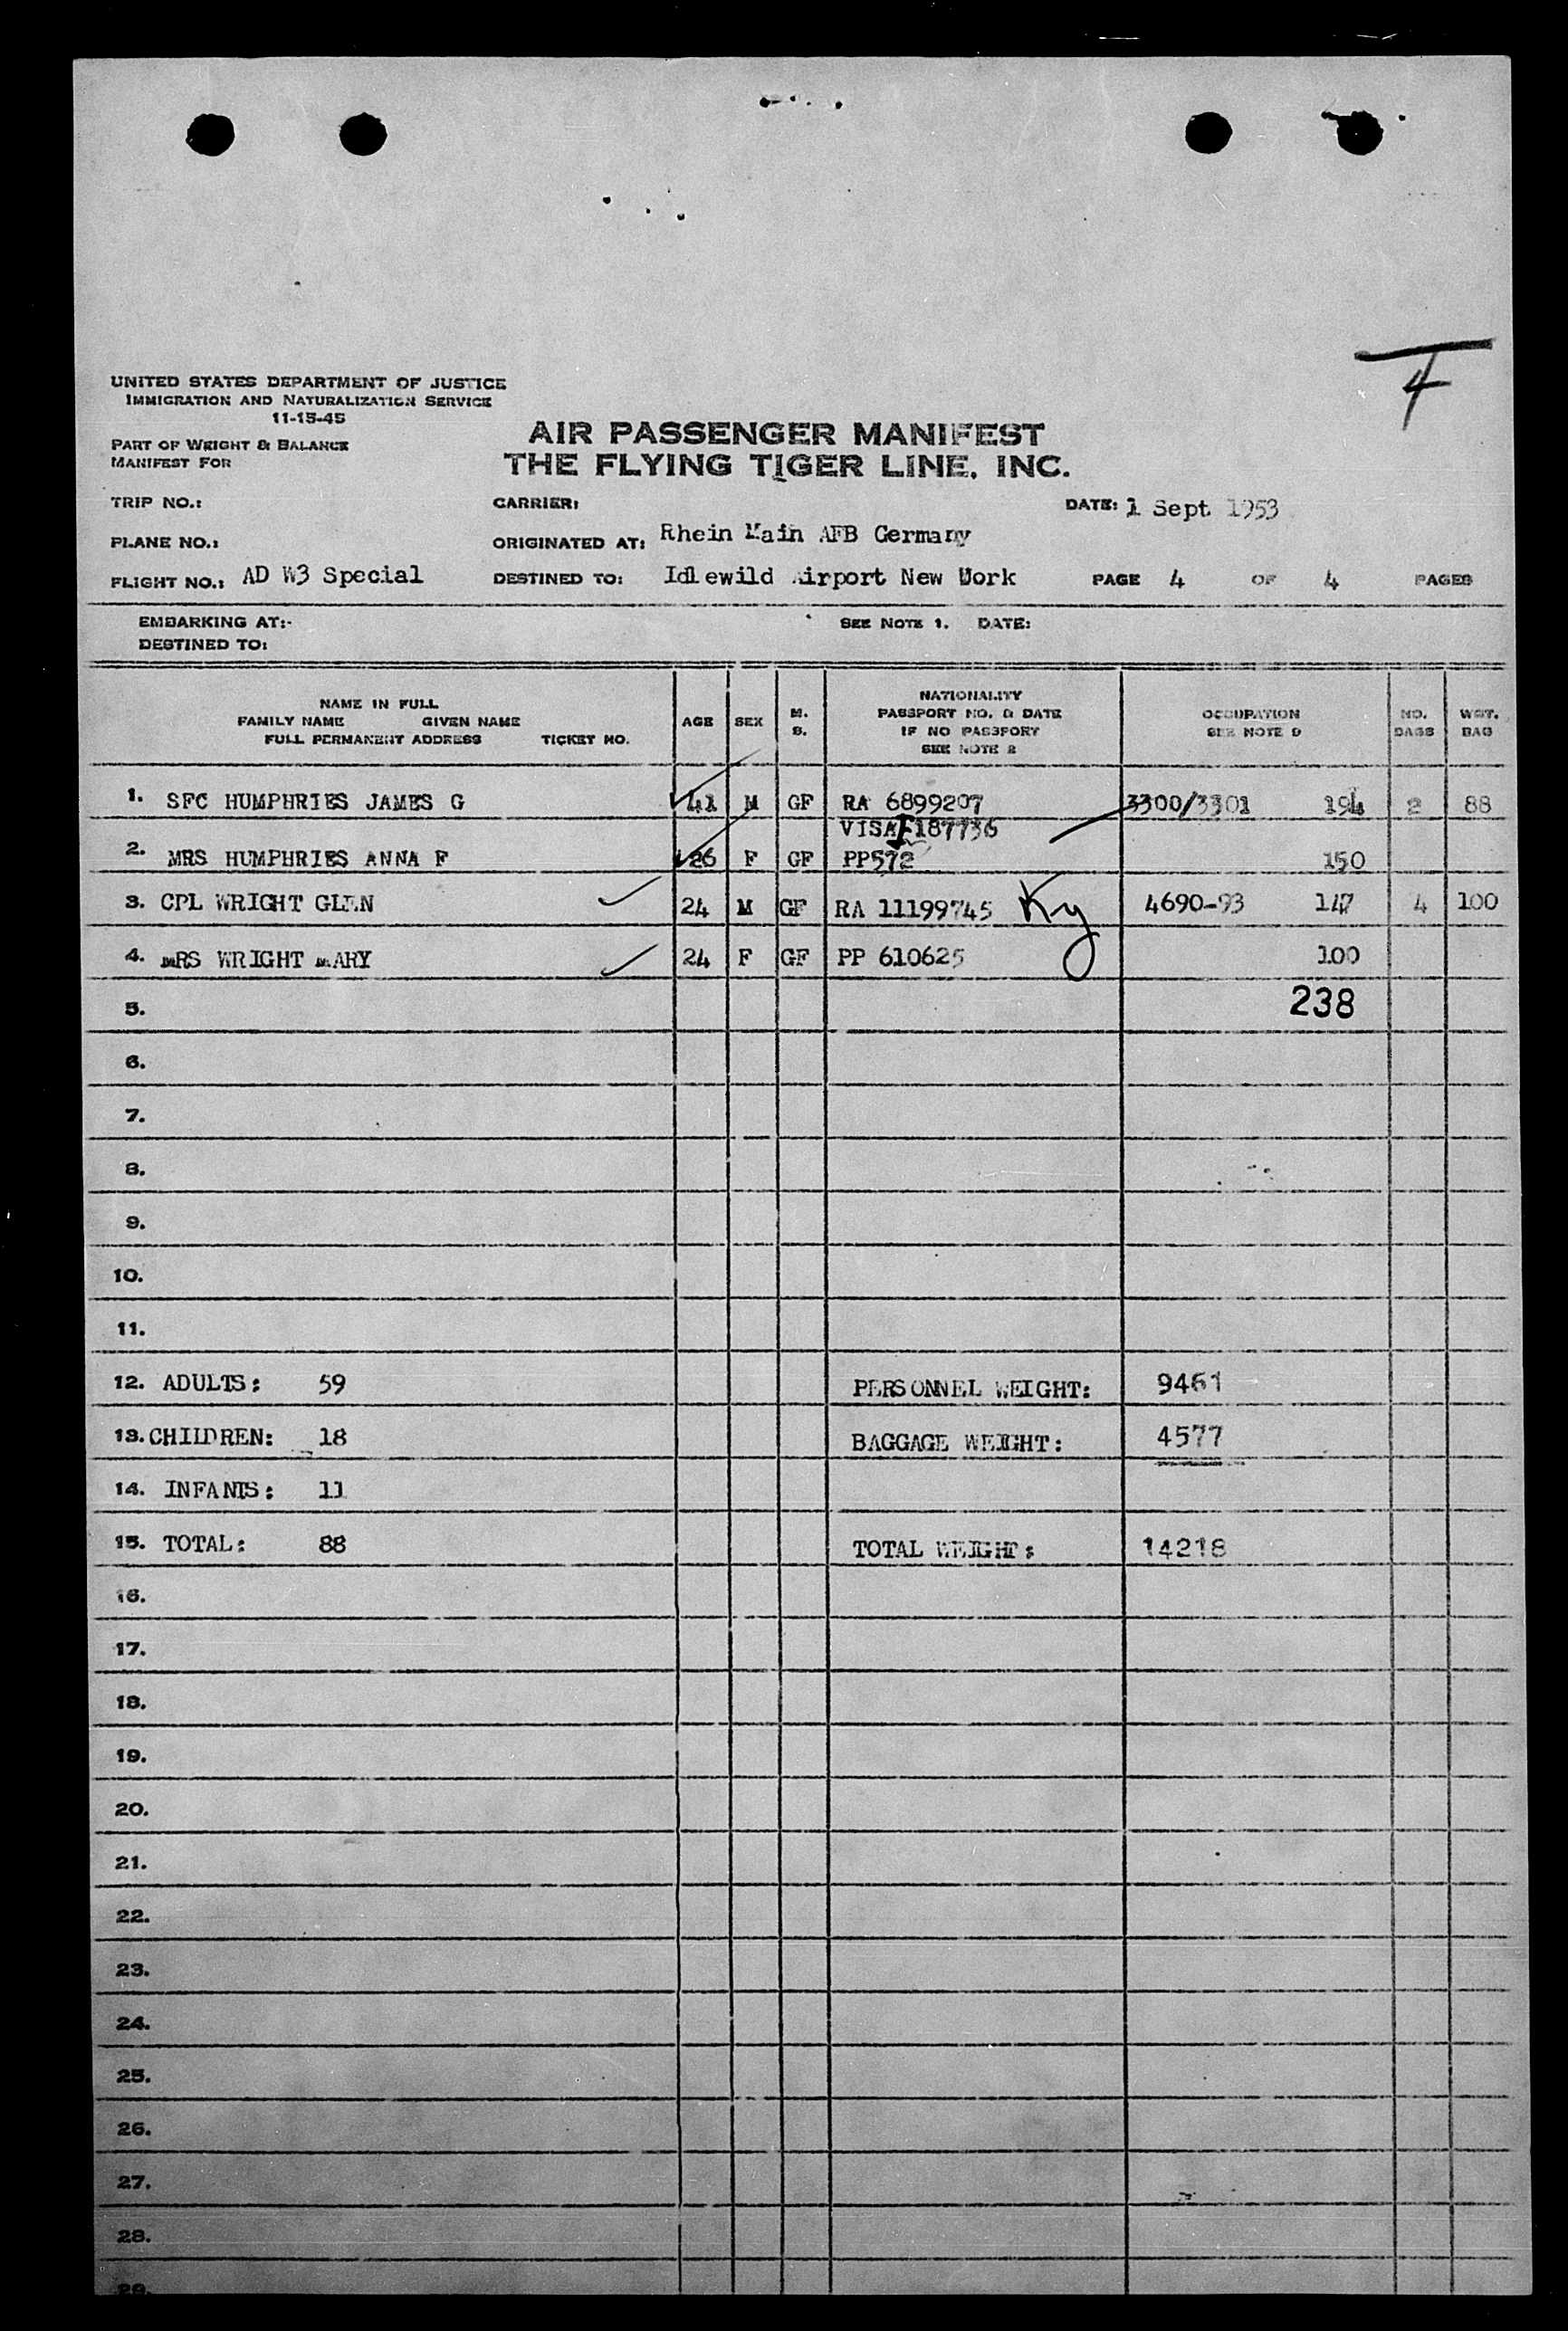 4
UNITED STATES DEPARTMENT OF JUSTICE
IMMIGRATION AND NATURALIZATION SERVICE
11-15-45
PART OF WEIGHT & BALANCE
MANIFEST FOR
AIR PASSENGER MANIFEST
THE FLYING TIGER LINE, INC.
TRIP NO.: CARRIER: DATE: 1 Sept 1953
PLANE NO.: ORIGINATED AT: Rhein Main AFB Germany
FLIGHT NO.: AD W3 Special DESTINED TO: Idlewild Airport New Work PAGE 4 OF 4 PAGES
EMBARKING AT:- SEE NOTE 1. DATE:
DESTINED TO:
NAME IN FULL
FAMILY NAME GIVEN NAME
FULL PERMANENT ADDRESS TICKET NO.
AGE
SEX
M.
S.
NATIONALITY
PASSPORT NO. & DATE
IF NO PASSPORT
SEE NOTE 2
OCCUPATION
SEE NOTE 9
NO.
BAGS
WGT.
BAG
1. SFC HUMPHRIES JAMES G 41 M GF RA 6899207 3300/3301 194 2 88
VISA F187736
2. MRS HUMPHRIES ANNA F 26 F GF PP572 150
3. CPL WRIGHT GLEN 24 M GF RA 11199745 Ky 4690-93 147 4 100
4. MRS WRIGHT MARY 24 F GF PP 610625 100
5. 238
6.
7.
8.
9.
10.
11.
12. ADULTS: 59 PERSONNEL WEIGHT: 9461
13. CHILDREN: 18 BAGGAGE WEIGHT: 4577
14. INFANTS: 11
15. TOTAL: 88 TOTAL WEIGHT: 14218
16.
17.
18.
19.
20.
21.
22.
23.
24.
25.
26.
27.
28.
29.